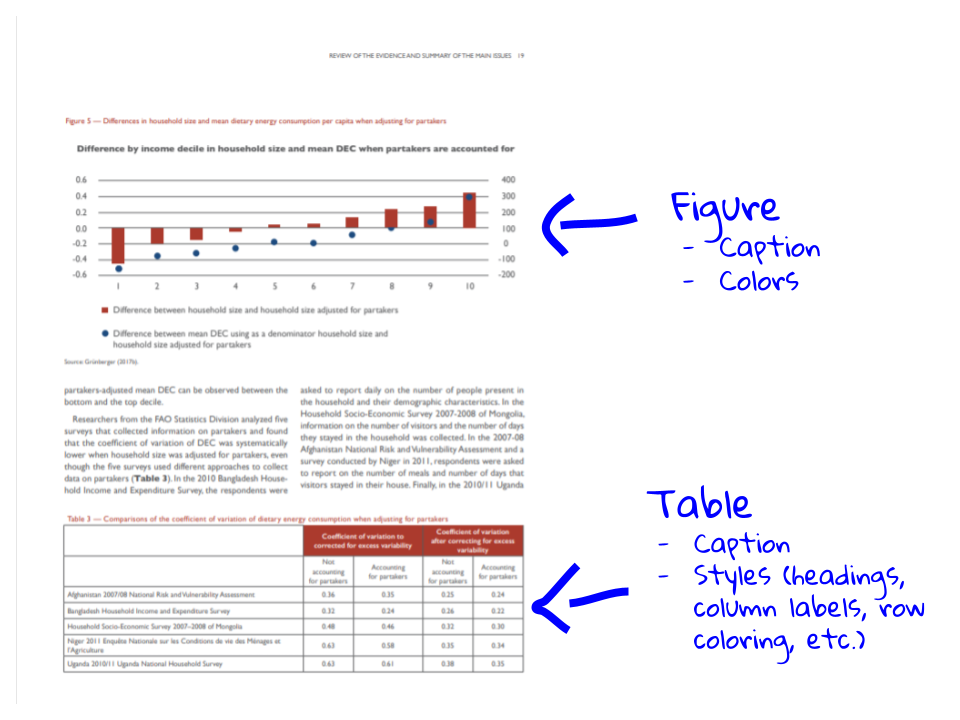 REVIEW OF THE EVIDENCE AND SUMMARY OF THE MAIN ISSUES 19
Figure 5 — Differences in household size and mean dietary energy consumption per capita when adjusting for partakers
Difference by income decile in household size and mean DEC when partakers are accounted for
0.6 400
0.4 300
0.2 200
0.0 100
-0.2 0
-0.4 -100
-0.6 -200
1 2 3 4 5 6 7 8 9 10
Difference between household size and household size adjusted for partakers
Difference between mean DEC using as a denominator household size and
household size adjusted for partakers
Source: Grünberger (2017b).
partakers-adjusted mean DEC can be observed between the
bottom and the top decile.
Researchers from the FAO Statistics Division analyzed five
surveys that collected information on partakers and found
that the coefficient of variation of DEC was systematically
lower when household size was adjusted for partakers, even
though the five surveys used different approaches to collect
data on partakers (Table 3). In the 2010 Bangladesh House-
hold Income and Expenditure Survey, the respondents were
asked to report daily on the number of people present in
the household and their demographic characteristics. In the
Household Socio-Economic Survey 2007-2008 of Mongolia,
information on the number of visitors and the number of days
they stayed in the household was collected. In the 2007-08
Afghanistan National Risk and Vulnerability Assessment and a
survey conducted by Niger in 2011, respondents were asked
to report on the number of meals and number of days that
visitors stayed in their house. Finally, in the 2010/11 Uganda
Table 3 — Comparisons of the coefficient of variation of dietary energy consumption when adjusting for partakers
Coefficient of variation to
corrected for excess variability
Coefficient of variation
after correcting for excess
variability
Not
accounting
for partakers
Accounting
for partakers
Not
accounting
for partakers
Accounting
for partakers
Afghanistan 2007/08 National Risk and Vulnerability Assessment 0.36 0.35 0.25 0.24
Bangladesh Household Income and Expenditure Survey 0.32 0.24 0.26 0.22
Household Socio-Economic Survey 2007–2008 of Mongolia 0.48 0.46 0.32 0.30
Niger 2011 Enquête Nationale sur les Conditions de vie des Ménages et
l'Agriculture 0.63 0.58 0.35 0.34
Uganda 2010/11 Uganda National Household Survey 0.63 0.61 0.38 0.35
Figure
- Caption
- Colors
Table
- Caption
- Styles (headings,
column labels, row
coloring, etc.)